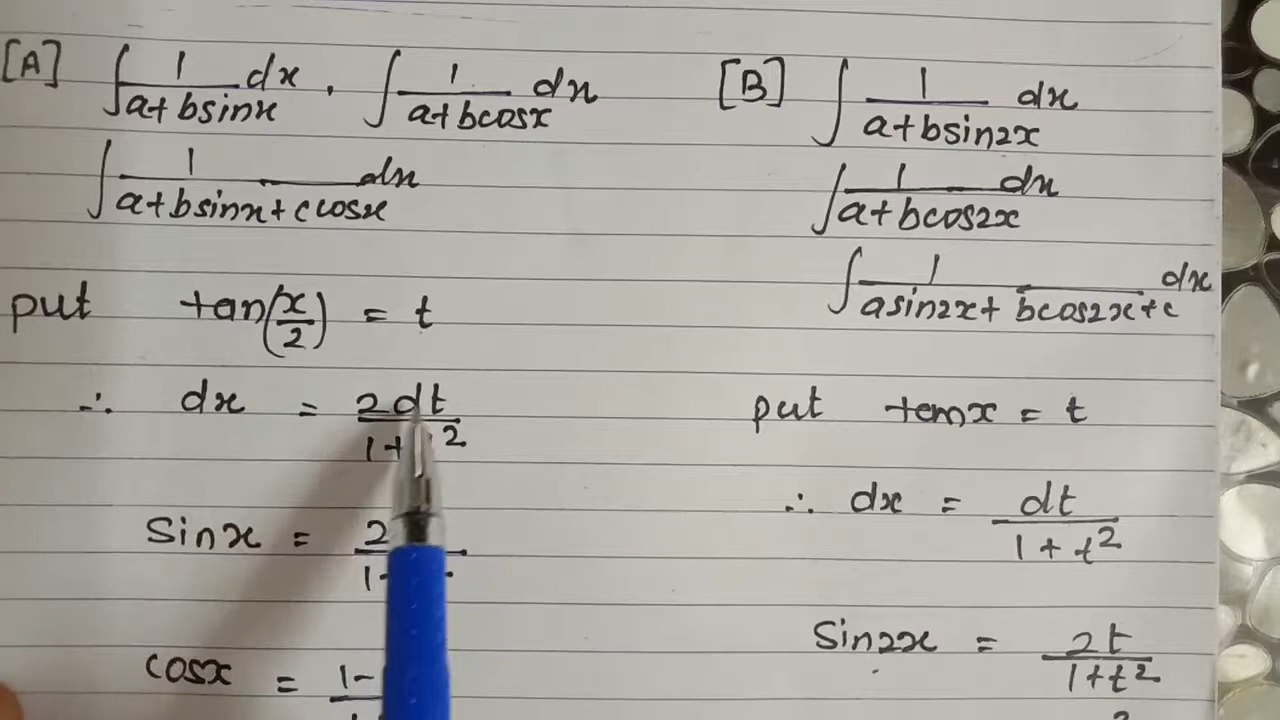 [A] ∫ 1/(a+bsinx) dx , ∫ 1/(a+bcosx) dx
∫ 1/(a+bsinx+ccosx) dx
put tan(x/2) = t
∴ dx = 2dt/(1+ 2
sinx = 2
cosx = 1-
[B] ∫ 1/(a+bsin2x) dx
∫ 1/(a+bcos2x) dx
∫ 1/(asin2x+bcos2x+c) dx
put tanx = t
∴ dx = dt/(1+t²)
Sin2x = 2t/(1+t²)